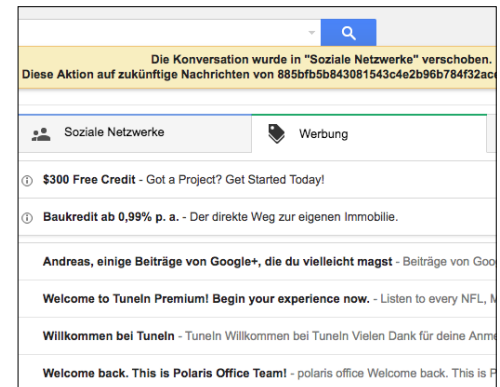 Die Konversation wurde in "Soziale Netzwerke" verschoben.
Diese Aktion auf zukünftige Nachrichten von 885bfb5b843081543c4e2b96b784f32ac
Soziale Netzwerke
Werbung
$300 Free Credit - Got a Project? Get Started Today!
Baukredit ab 0,99% p. a. - Der direkte Weg zur eigenen Immobilie.
Andreas, einige Beiträge von Google+, die du vielleicht magst - Beiträge von Goo
Welcome to TuneIn Premium! Begin your experience now. - Listen to every NFL,
Willkommen bei TuneIn - TuneIn Willkommen bei TuneIn Vielen Dank für deine Anme
Welcome back. This is Polaris Office Team! - polaris office Welcome back. This is P